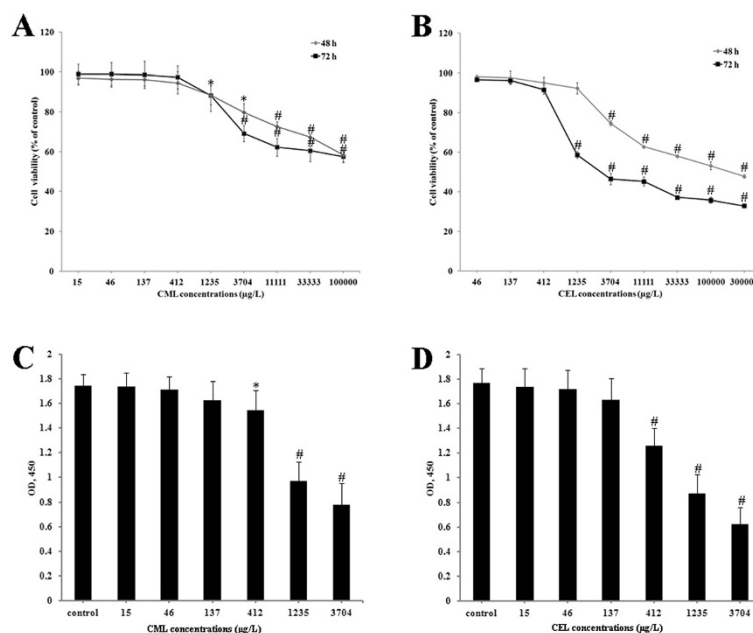 A
120
100
80
60
40
20
0
Cell viability (% of control)
48 h
72 h
* * # # # # # # #
15 46 137 412 1235 3704 11111 33333 100000
CML concentrations (µg/L)
B
120
100
80
60
40
20
0
Cell viability (% of control)
48 h
72 h
# # # # # # # # # # #
46 137 412 1235 3704 11111 33333 100000 30000
CEL concentrations (µg/L)
C
2
1.8
1.6
1.4
1.2
1
0.8
0.6
0.4
0.2
0
OD, 450
* # #
control 15 46 137 412 1235 3704
CML concentrations (µg/L)
D
2
1.8
1.6
1.4
1.2
1
0.8
0.6
0.4
0.2
0
OD, 450
# # #
control 15 46 137 412 1235 3704
CEL concentrations (µg/L)